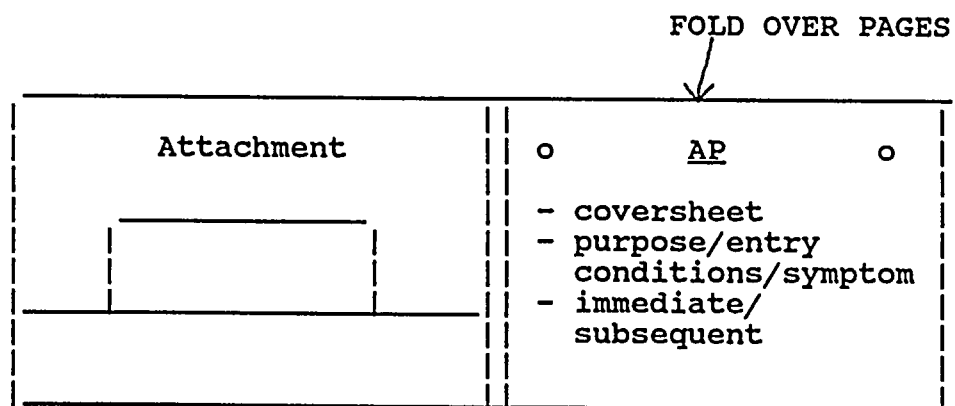 FOLD OVER PAGES
Attachment
o AP o
- coversheet
- purpose/entry
conditions/symptom
- immediate/
subsequent